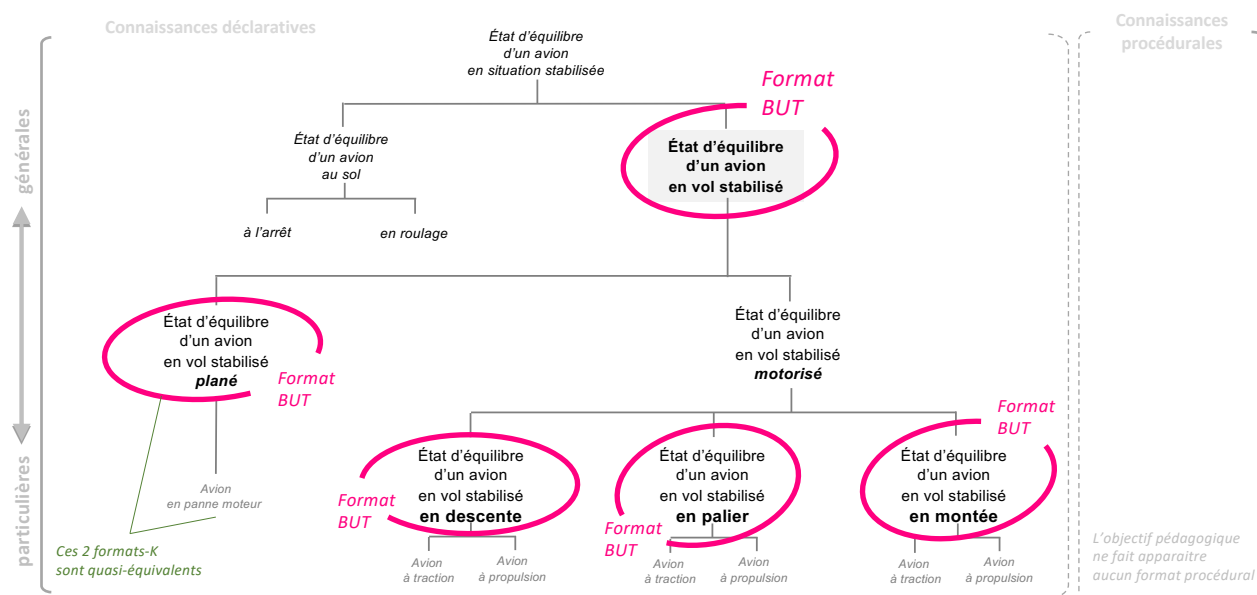 Connaissances déclaratives
Connaissances
procédurales
générales
particulières
État d'équilibre
d'un avion
en situation stabilisée
Format
BUT
État d'équilibre
d'un avion
au sol
État d'équilibre
d'un avion
en vol stabilisé
à l'arrêt
en roulage
État d'équilibre
d'un avion
en vol stabilisé
plané
Format
BUT
État d'équilibre
d'un avion
en vol stabilisé
motorisé
Format
BUT
État d'équilibre
d'un avion
en vol stabilisé
en descente
Format
BUT
État d'équilibre
d'un avion
en vol stabilisé
en palier
Format
BUT
État d'équilibre
d'un avion
en vol stabilisé
en montée
Avion
en panne moteur
Ces 2 formats-K
sont quasi-équivalents
Avion
à traction
Avion
à propulsion
Avion
à traction
Avion
à propulsion
Avion
à traction
Avion
à propulsion
L'objectif pédagogique
ne fait apparaitre
aucun format procédural